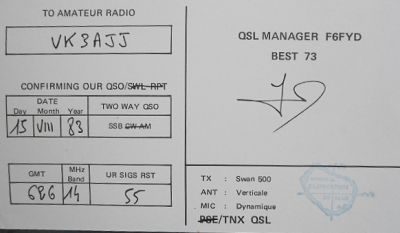 TO AMATEUR RADIO
VK3AJJ
CONFIRMING OUR QSO/SWL RPT
DATE
Day Month Year
TWO WAY QSO
15 VIII 83
SSB CW AM
GMT
MHz Band
UR SIGS RST
626 14 55
QSL MANAGER F6FYD
BEST 73
TX : Swan 500
ANT : Verticale
MIC : Dynamique
PSE/TNX QSL